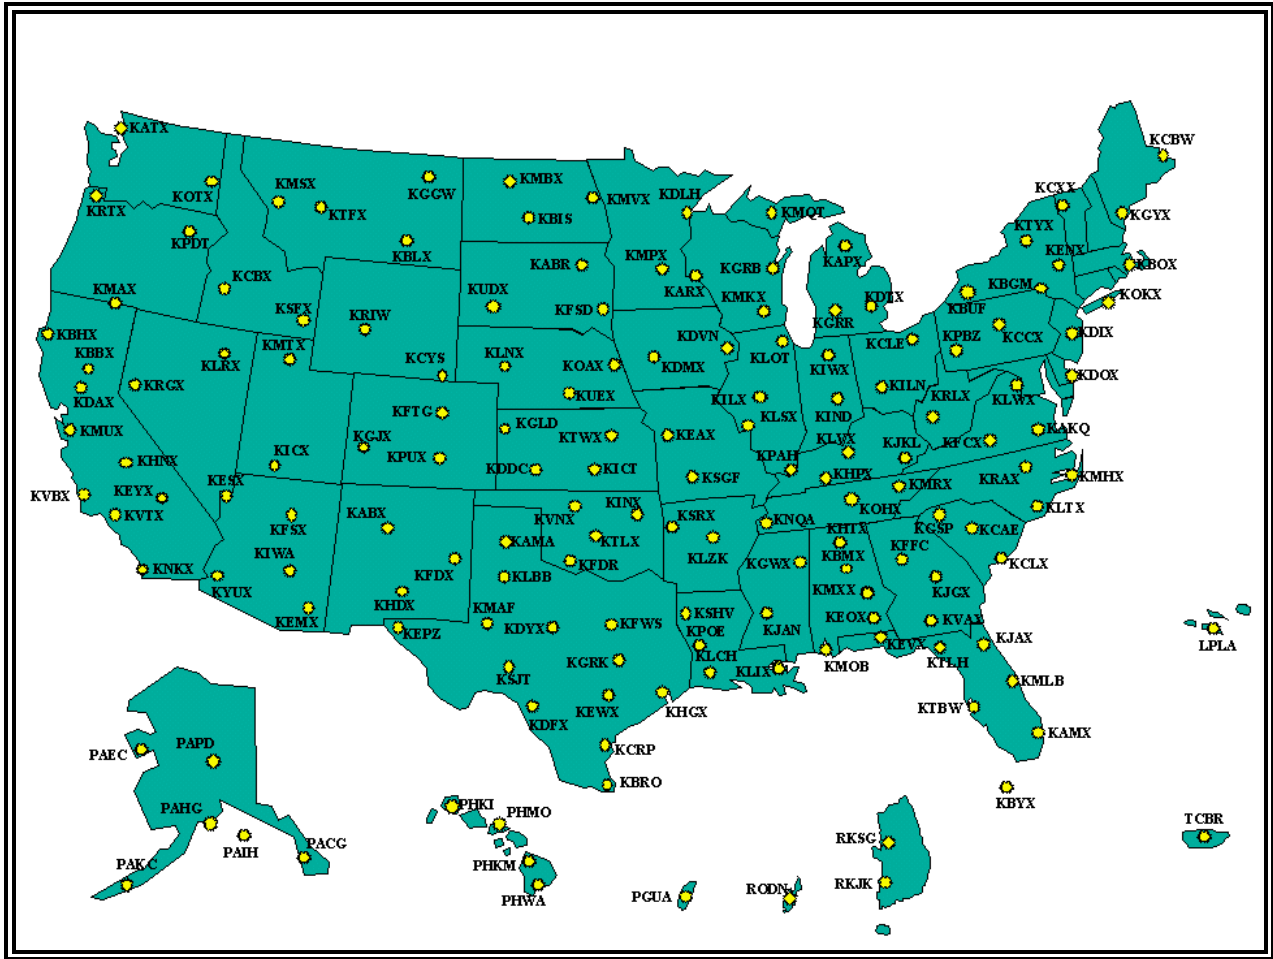 KATX
KCBW
KOTX
KMSX
KTFX
KGGW
KMBX
KMVX
KDLH
KMQT
KCXX
KGYX
KRTX
KBIS
KTYX
KPDT
KBLX
KABR
KMPX
KGRB
KAPX
KENX
KBOX
KMAX
KCBX
KUDX
KARX
KBGM
KOKX
KSFX
KRIW
KFSD
KMKX
KGRR
KDTX
KBUF
KBHX
KBBX
KLRX
KMTX
KCYS
KLNX
KOAX
KDMX
KDVN
KLOT
KIWX
KCLE
KPBZ
KCCX
KDIX
KDAX
KRGX
KUEX
KILX
KIND
KILN
KRLX
KLWX
KDOX
KMUX
KFTG
KGLD
KTWX
KEAX
KLSX
KLVX
KJKL
KFCX
KAKQ
KHNX
KICX
KGJX
KPUX
KDDC
KICT
KSGF
KPAH
KHPX
KMRX
KRAX
KMHX
KVBX
KEYX
KESX
KINX
KVTX
KFSX
KABX
KVNX
KSRX
KNQA
KOHX
KLTX
KIWA
KAMA
KTLX
KLZK
KHTX
KGSP
KCAE
KNKX
KFDX
KFDR
KGWX
KBMX
KFFC
KCLX
KYUX
KLBB
KEMX
KHDX
KMAF
KMXX
KJGX
KEPZ
KDYX
KFWS
KSHV
KJAN
KEOX
KVAX
KPOE
KJAX
KGRK
KLCH
KLIX
KMOB
KEVX
KTLH
LPLA
KSJT
KMLB
KDFX
KEWX
KHGX
KTBW
KAMX
KCRP
KBRO
KBYX
PAEC
PAPD
PAHG
PAIH
PACG
PAKC
PHKI
PHMO
PHKM
PHWA
PGUA
RODN
RKSG
RKJK
TCBR